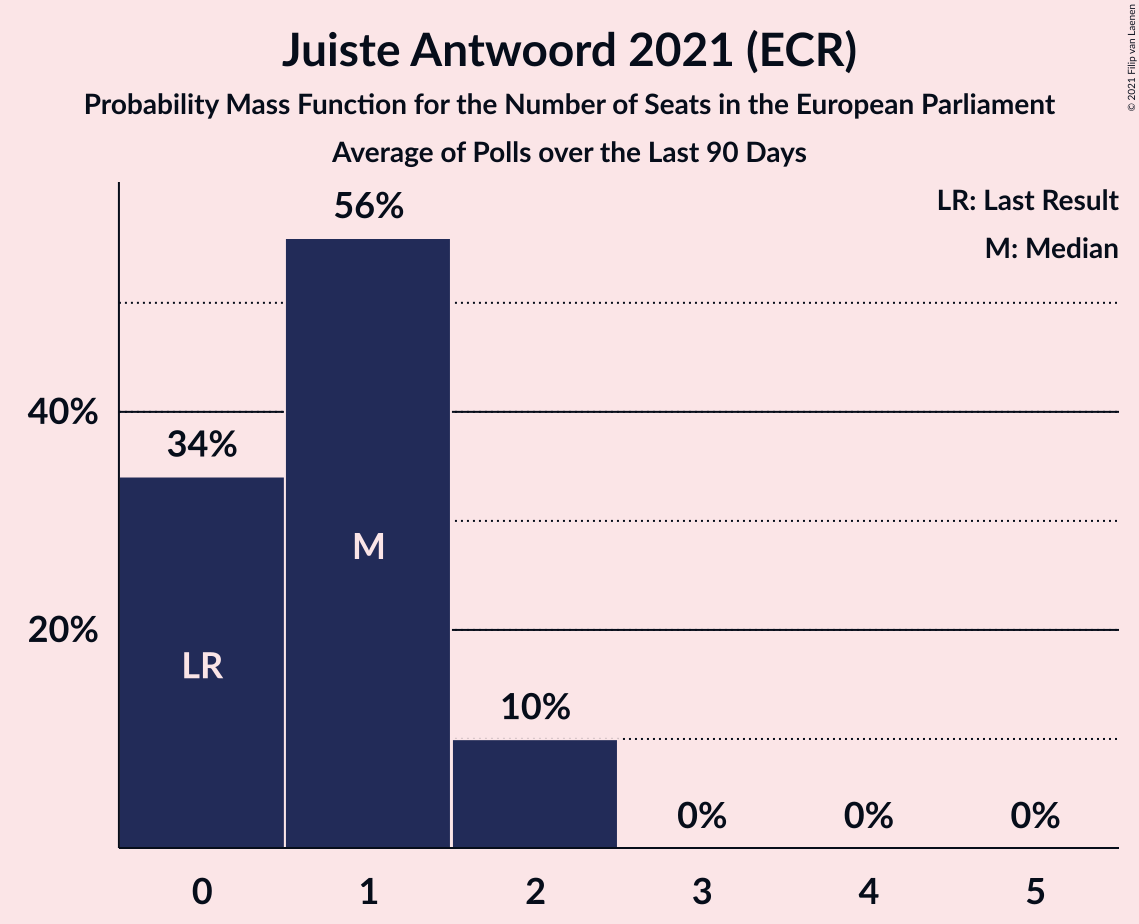 Juiste Antwoord 2021 (ECR)
Probability Mass Function for the Number of Seats in the European Parliament
Average of Polls over the Last 90 Days
© 2021 Filip van Laenen
LR: Last Result
M: Median
56%
40%
34%
M
20%
LR
10%
0%
0%
0%
0
1
2
3
4
5